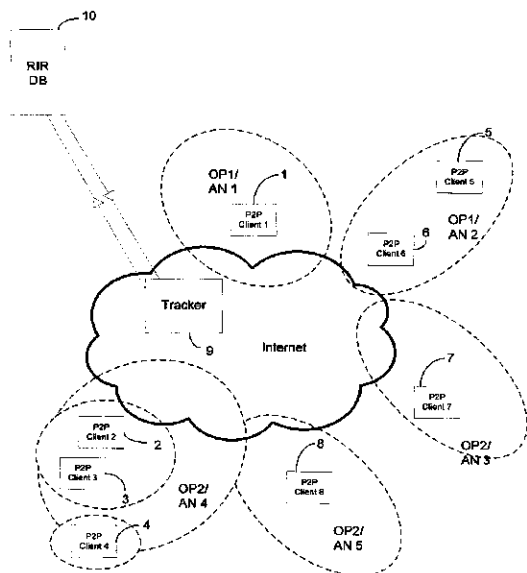 10
RIR
DB
OP1/
AN 1
1
P2P
Client 1
5
P2P
Client 5
OP1/
AN 2
6
P2P
Client 6
Tracker
9
Internet
7
P2P
Client 7
OP2/
AN 3
P2P
Client 2
2
P2P
Client 3
3
OP2/
AN 4
4
P2P
Client 4
8
P2P
Client 8
OP2/
AN 5